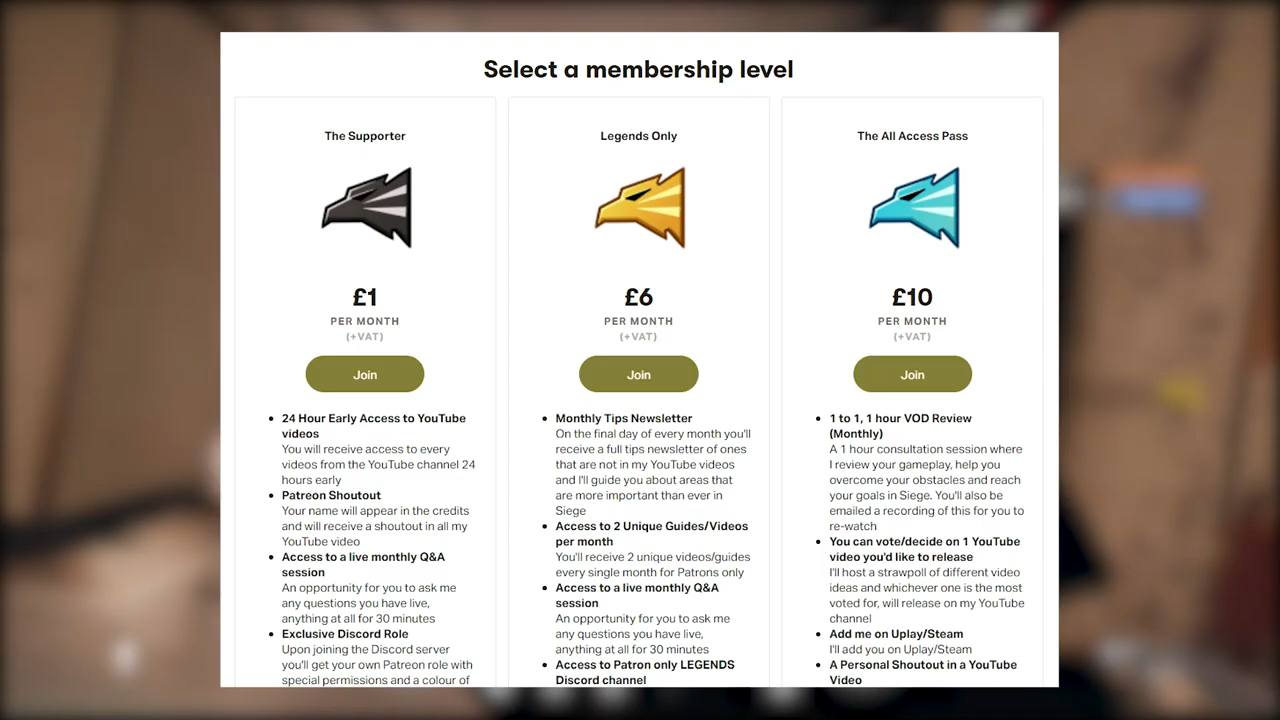 Select a membership level
The Supporter
£1
PER MONTH
(+VAT)
Join
24 Hour Early Access to YouTube
videos
You will receive access to every
videos from the YouTube channel 24
hours early
Patreon Shoutout
Your name will appear in the credits
and will receive a shoutout in all my
YouTube video
Access to a live monthly Q&A
session
An opportunity for you to ask me
any questions you have live,
anything at all for 30 minutes
Exclusive Discord Role
Upon joining the Discord server
you'll get your own Patreon role with
special permissions and a colour of
Legends Only
£6
PER MONTH
(+VAT)
Join
Monthly Tips Newsletter
On the final day of every month you'll
receive a full tips newsletter of ones
that are not in my YouTube videos
and I'll guide you about areas that
are more important than ever in
Siege
Access to 2 Unique Guides/Videos
per month
You'll receive 2 unique videos/guides
every single month for Patrons only
Access to a live monthly Q&A
session
An opportunity for you to ask me
any questions you have live,
anything at all for 30 minutes
Access to Patron only LEGENDS
Discord channel
The All Access Pass
£10
PER MONTH
(+VAT)
Join
1 to 1, 1 hour VOD Review
(Monthly)
A 1 hour consultation session where
I review your gameplay, help you
overcome your obstacles and reach
your goals in Siege. You'll also be
emailed a recording of this for you to
re-watch
You can vote/decide on 1 YouTube
video you'd like to release
I'll host a strawpoll of different video
ideas and whichever one is the most
voted for, will release on my YouTube
channel
Add me on Uplay/Steam
I'll add you on Uplay/Steam
A Personal Shoutout in a YouTube
Video